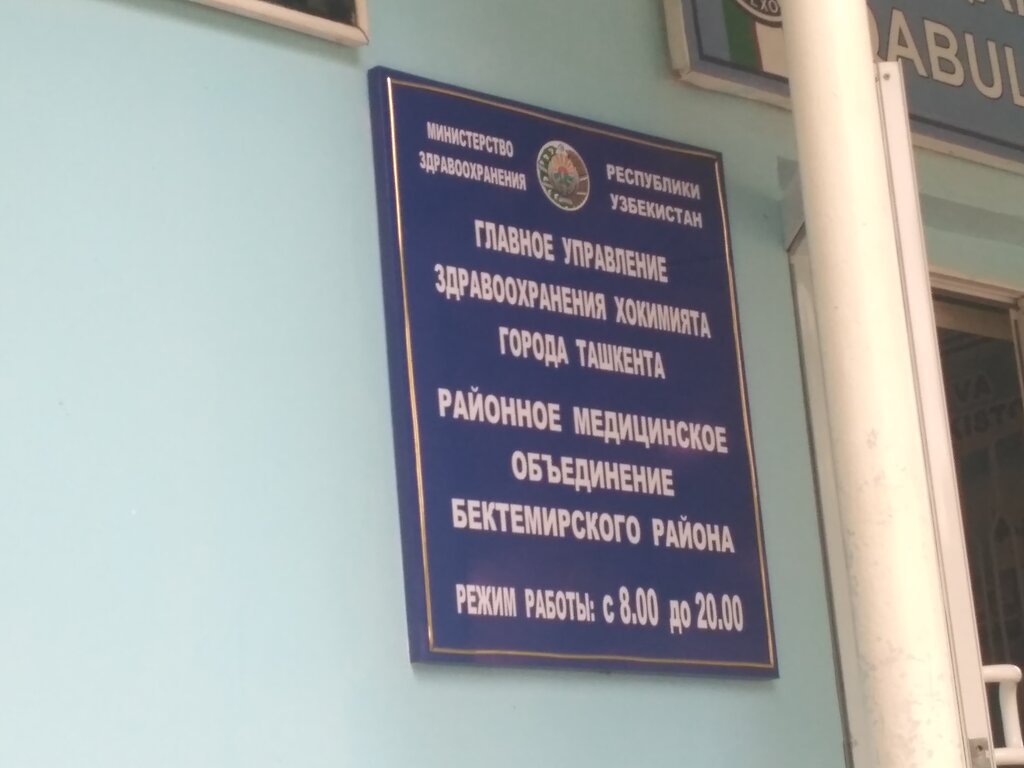 МИНИСТЕРСТВО
ЗДРАВООХРАНЕНИЯ
РЕСПУБЛИКИ
УЗБЕКИСТАН
ГЛАВНОЕ УПРАВЛЕНИЕ
ЗДРАВООХРАНЕНИЯ ХОКИМИЯТА
ГОРОДА ТАШКЕНТА
РАЙОННОЕ МЕДИЦИНСКОЕ
ОБЪЕДИНЕНИЕ
БЕКТЕМИРСКОГО РАЙОНА
РЕЖИМ РАБОТЫ: с 8.00 до 20.00